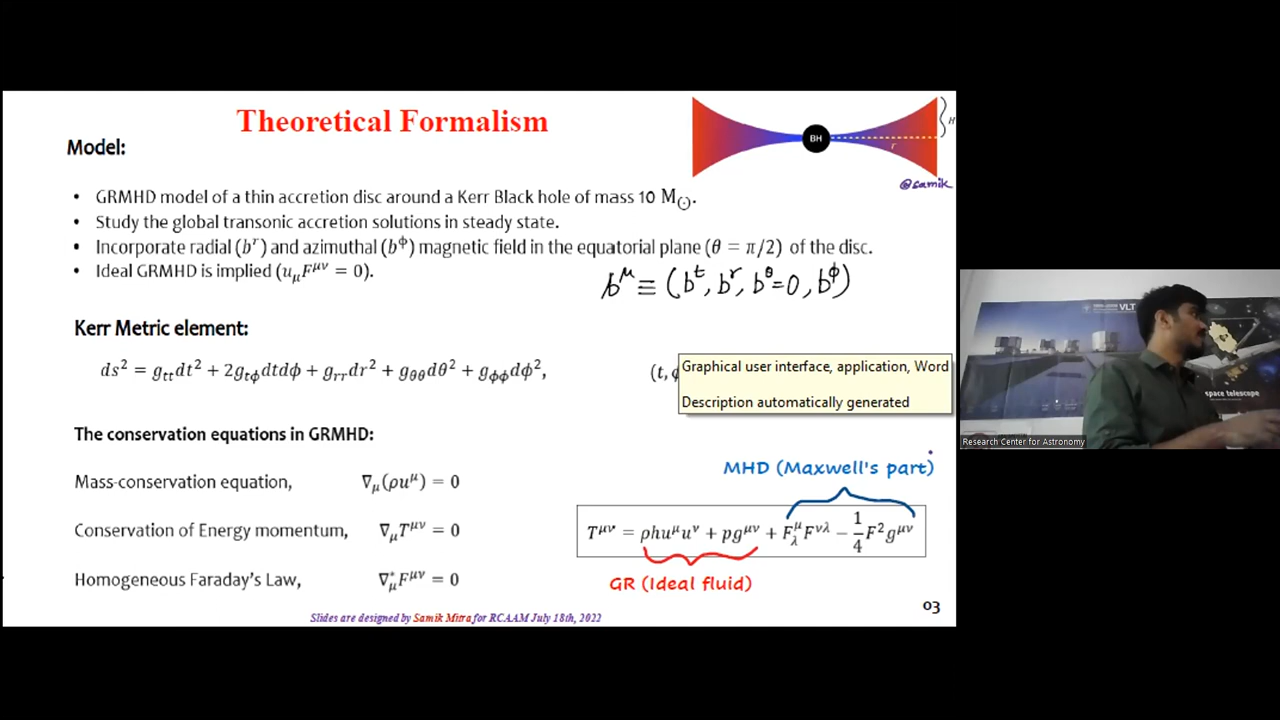 Theoretical Formalism
Model:
BH
r
H
@samik
• GRMHD model of a thin accretion disc around a Kerr Black hole of mass 10 M☉.
• Study the global transonic accretion solutions in steady state.
• Incorporate radial (bʳ) and azimuthal (b^ϕ) magnetic field in the equatorial plane (θ = π/2) of the disc.
• Ideal GRMHD is implied (u_μF^μν = 0).
b^μ ≡ (b^t, b^r, b^θ=0, b^ϕ)
Kerr Metric element:
ds² = g_tt dt² + 2g_tϕ dtdϕ + g_rr dr² + g_θθ dθ² + g_ϕϕ dϕ²,
(t,
Graphical user interface, application, Word
Description automatically generated
The conservation equations in GRMHD:
MHD (Maxwell's part)
Mass-conservation equation, ∇_μ(ρu^μ) = 0
Conservation of Energy momentum, ∇_μT^μν = 0
T^μν = ρhu^μu^ν + pg^μν + F^μ_λF^νλ − 1/4 F²g^μν
Homogeneous Faraday's Law, ∇*_μF^μν = 0
GR (Ideal fluid)
03
Slides are designed by Samik Mitra for RCAAM July 18th, 2022
VLT
space telescope
Research Center for Astronomy